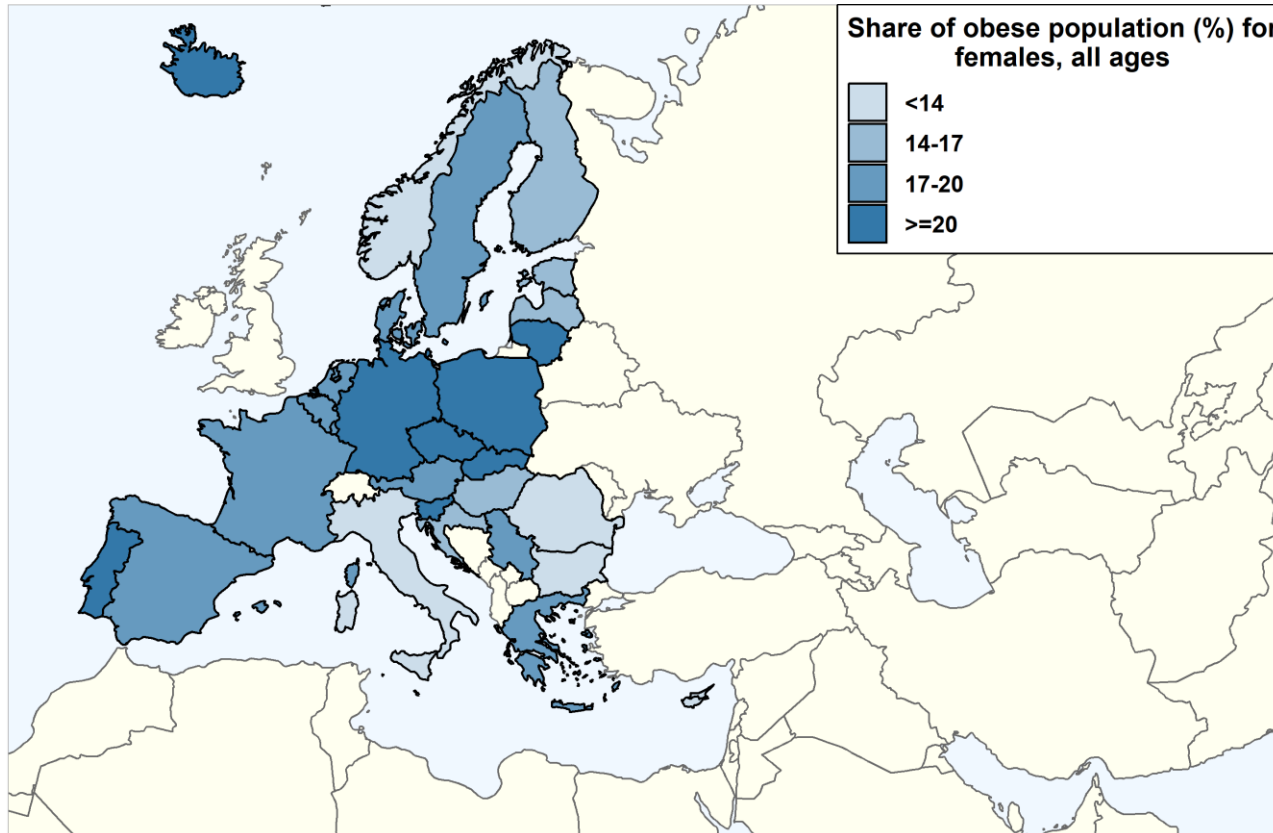 Share of obese population (%) for
females, all ages
<14
14-17
17-20
>=20